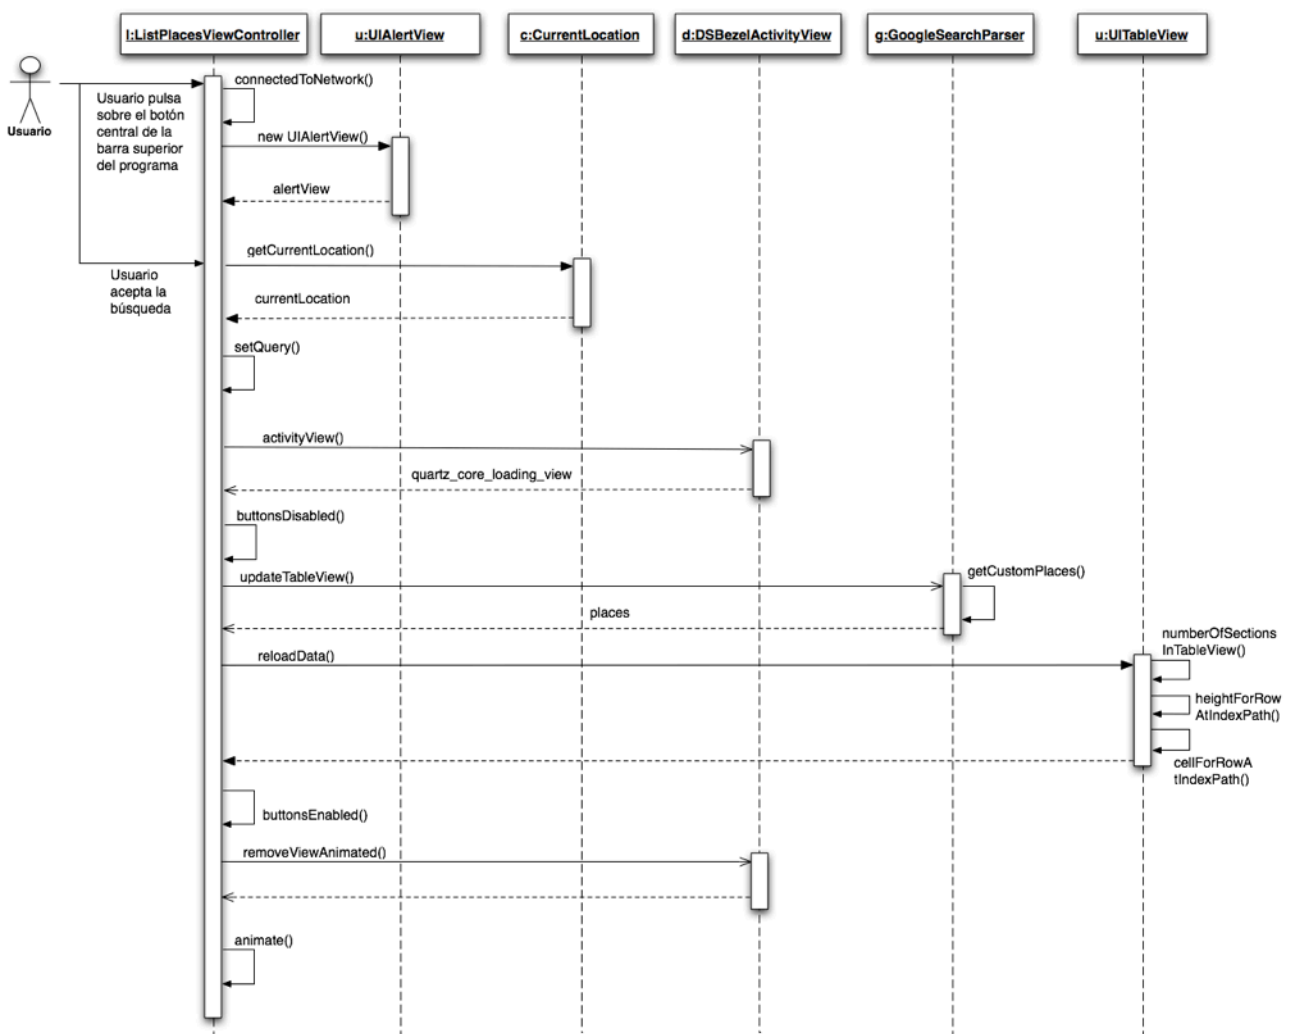 l:ListPlacesViewController
u:UIAlertView
c:CurrentLocation
d:DSBezelActivityView
g:GoogleSearchParser
u:UITableView
Usuario
connectedToNetwork()
Usuario pulsa
sobre el botón
central de la
barra superior
del programa
new UIAlertView()
alertView
getCurrentLocation()
Usuario
acepta la
búsqueda
currentLocation
setQuery()
activityView()
quartz_core_loading_view
buttonsDisabled()
updateTableView()
getCustomPlaces()
places
numberOfSections
InTableView()
reloadData()
heightForRow
AtIndexPath()
cellForRowA
tIndexPath()
buttonsEnabled()
removeViewAnimated()
animate()